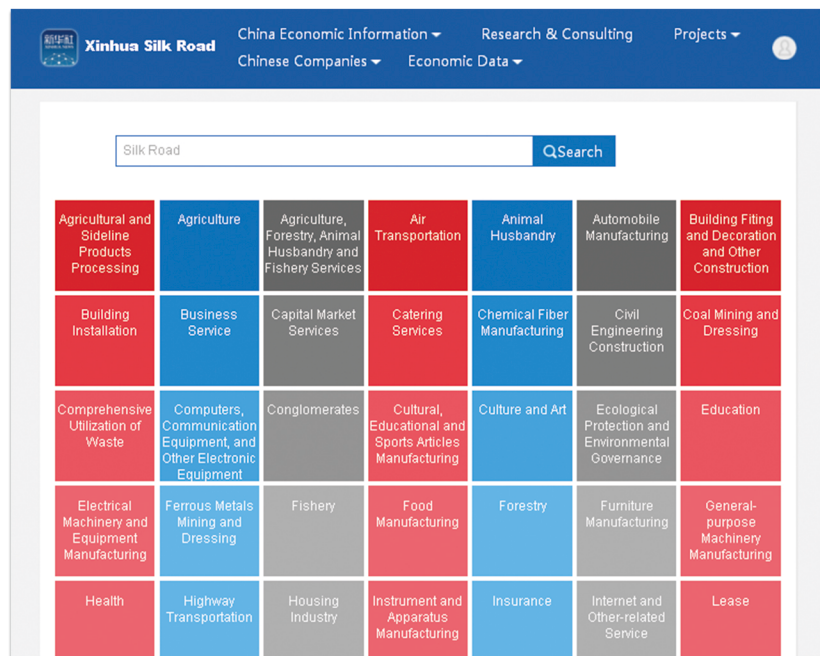 新华社
XINHUA NEWS
Xinhua Silk Road
China Economic Information
Research & Consulting
Projects
Chinese Companies
Economic Data
Silk Road
Search
Agricultural and
Sideline
Products
Processing
Agriculture
Agriculture,
Forestry, Animal
Husbandry and
Fishery Services
Air
Transportation
Animal
Husbandry
Automobile
Manufacturing
Building Fiting
and Decoration
and Other
Construction
Building
Installation
Business
Service
Capital Market
Services
Catering
Services
Chemical Fiber
Manufacturing
Civil
Engineering
Construction
Coal Mining and
Dressing
Comprehensive
Utilization of
Waste
Computers,
Communication
Equipment, and
Other Electronic
Equipment
Conglomerates
Cultural,
Educational and
Sports Articles
Manufacturing
Culture and Art
Ecological
Protection and
Environmental
Governance
Education
Electrical
Machinery and
Equipment
Manufacturing
Ferrous Metals
Mining and
Dressing
Fishery
Food
Manufacturing
Forestry
Furniture
Manufacturing
General-
purpose
Machinery
Manufacturing
Health
Highway
Transportation
Housing
Industry
Instrument and
Apparatus
Manufacturing
Insurance
Internet and
Other-related
Service
Lease